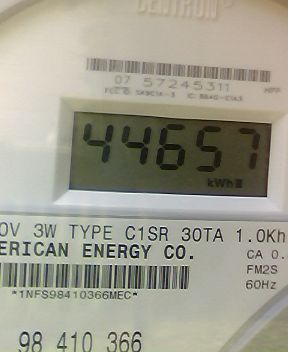 CENTRON
07 57245311
44657
kWh
0V 3W TYPE C1SR 30TA 1.0Kh
ERICAN ENERGY CO.
CA 0.
FM2S
*1NFS98410366MEC*
60Hz
98 410 366